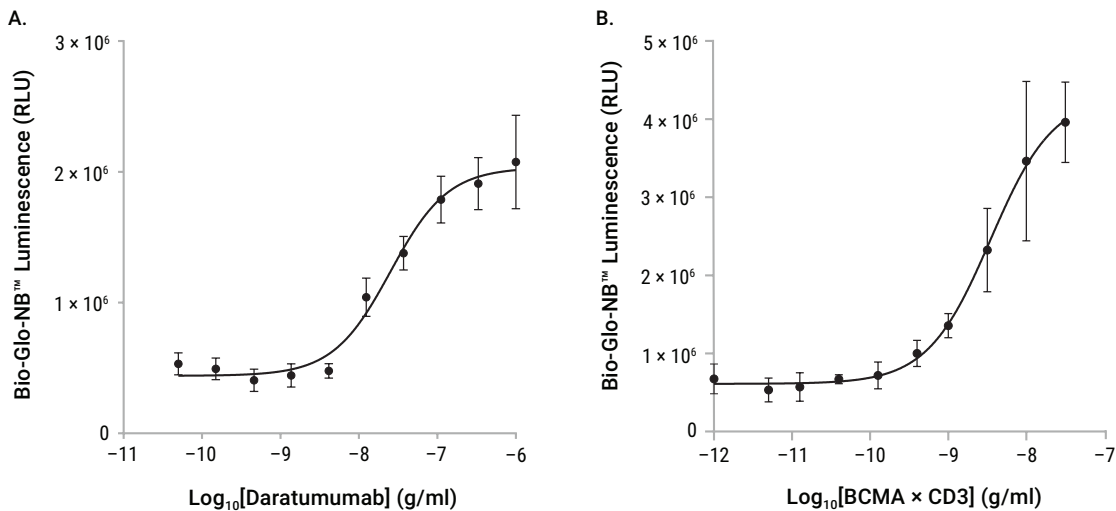 A.
3 × 10⁶
2 × 10⁶
1 × 10⁶
0
Bio-Glo-NB™ Luminescence (RLU)
−11 −10 −9 −8 −7 −6
Log₁₀[Daratumumab] (g/ml)
B.
5 × 10⁶
4 × 10⁶
3 × 10⁶
2 × 10⁶
1 × 10⁶
0
Bio-Glo-NB™ Luminescence (RLU)
−12 −11 −10 −9 −8 −7
Log₁₀[BCMA × CD3] (g/ml)